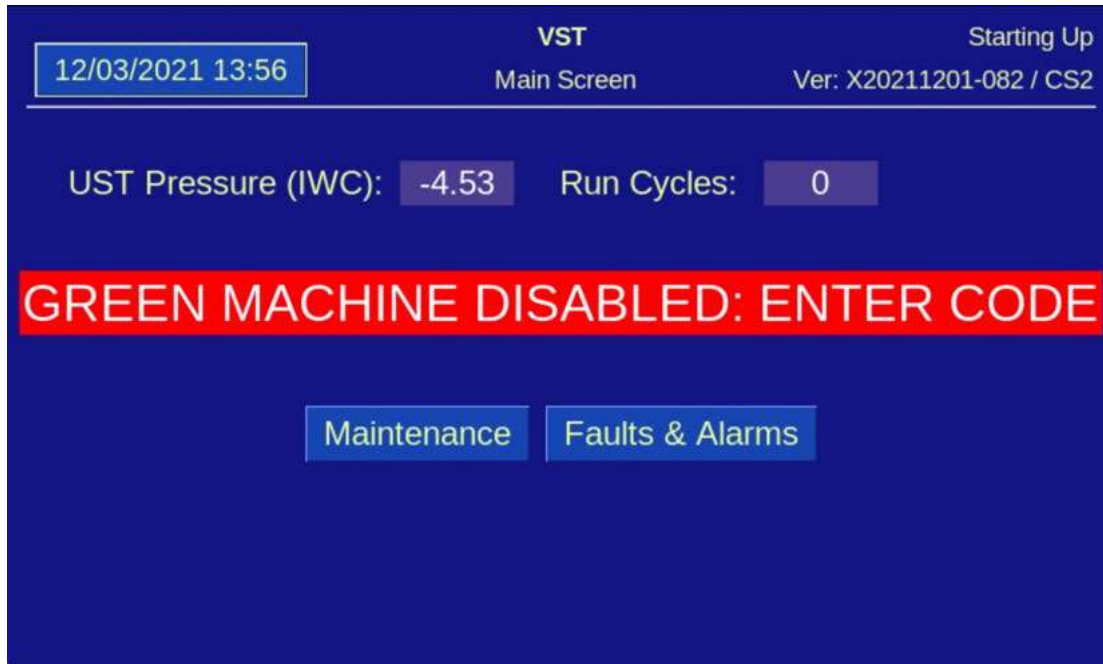 VST
Starting Up
12/03/2021 13:56
Main Screen
Ver: X20211201-082 / CS2
UST Pressure (IWC): -4.53 Run Cycles: 0
GREEN MACHINE DISABLED: ENTER CODE
Maintenance Faults & Alarms